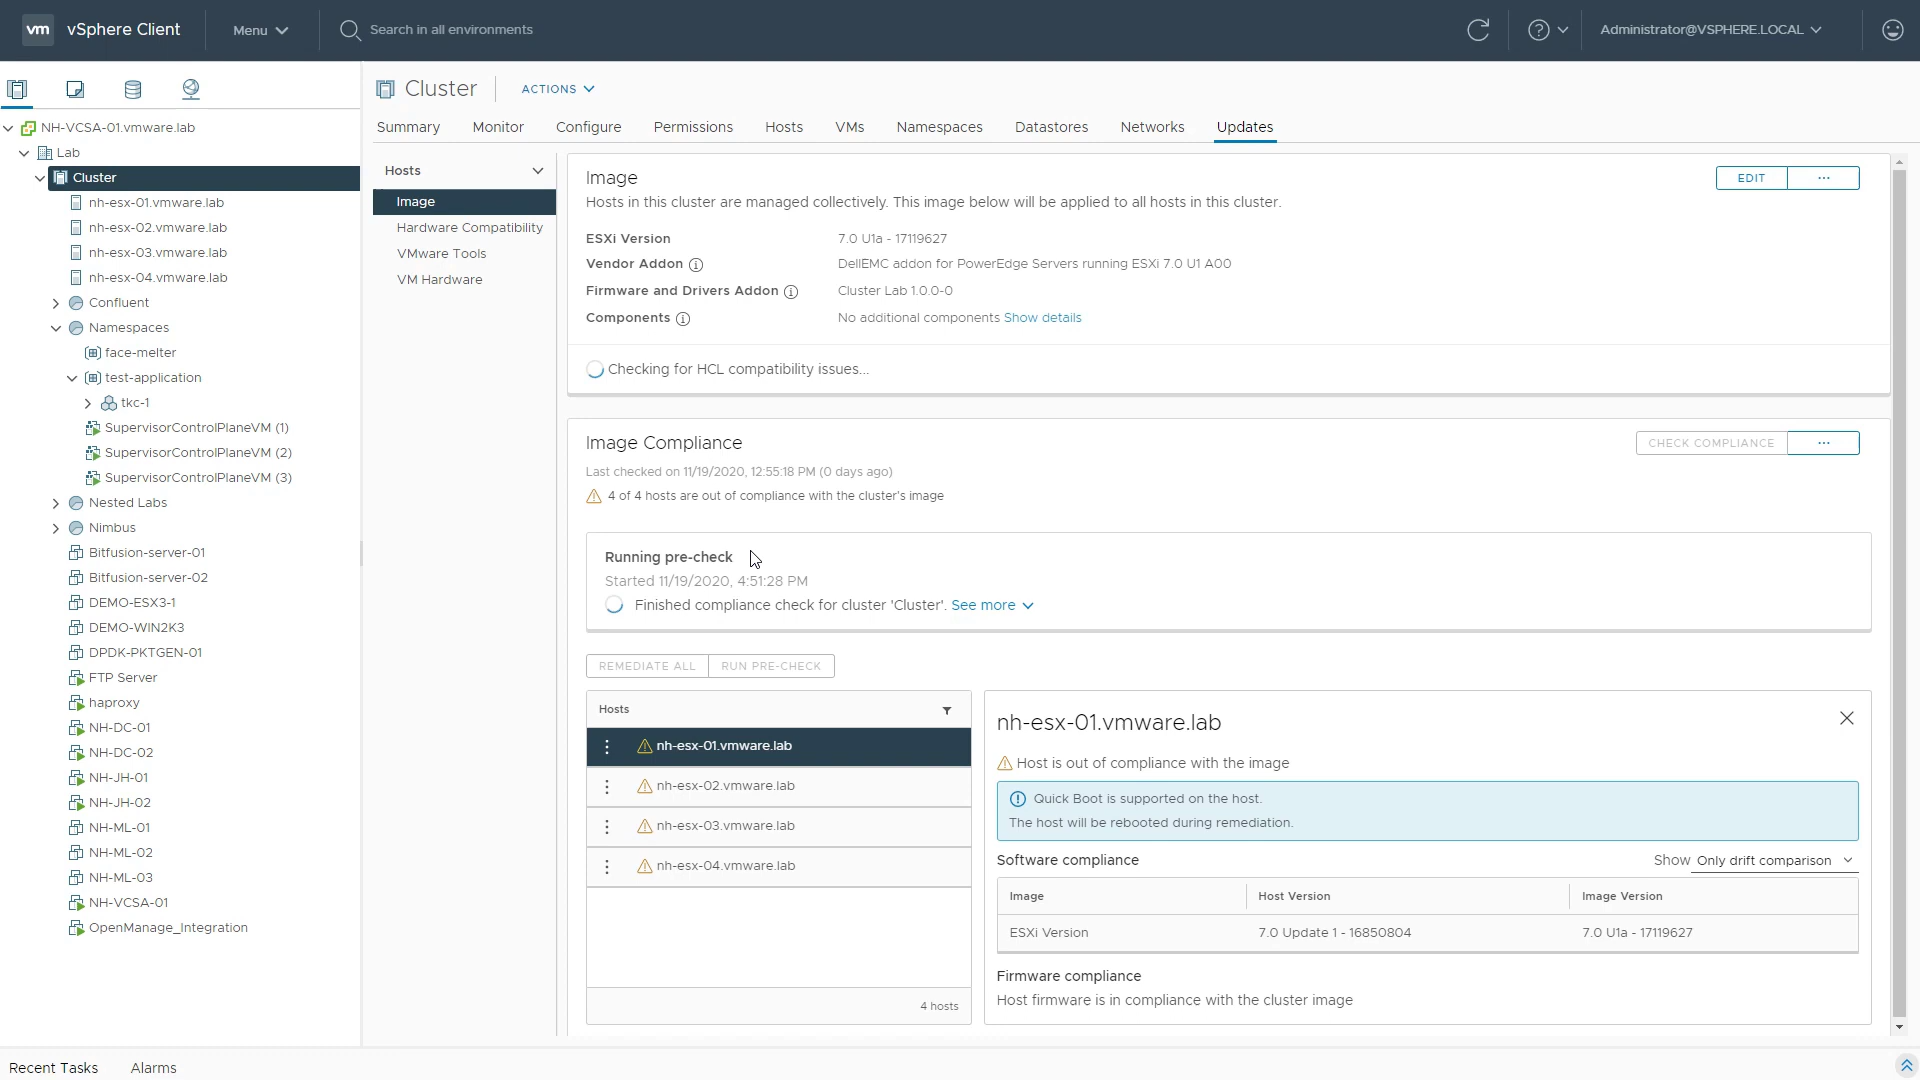 vm vSphere Client Menu Search in all environments Administrator@VSPHERE.LOCAL
Cluster ACTIONS
Summary Monitor Configure Permissions Hosts VMs Namespaces Datastores Networks Updates
NH-VCSA-01.vmware.lab
Lab
Cluster
nh-esx-01.vmware.lab
nh-esx-02.vmware.lab
nh-esx-03.vmware.lab
nh-esx-04.vmware.lab
Confluent
Namespaces
face-melter
test-application
tkc-1
SupervisorControlPlaneVM (1)
SupervisorControlPlaneVM (2)
SupervisorControlPlaneVM (3)
Nested Labs
Nimbus
Bitfusion-server-01
Bitfusion-server-02
DEMO-ESX3-1
DEMO-WIN2K3
DPDK-PKTGEN-01
FTP Server
haproxy
NH-DC-01
NH-DC-02
NH-JH-01
NH-JH-02
NH-ML-01
NH-ML-02
NH-ML-03
NH-VCSA-01
OpenManage_Integration
Hosts
Image
Hardware Compatibility
VMware Tools
VM Hardware
Image EDIT ...
Hosts in this cluster are managed collectively. This image below will be applied to all hosts in this cluster.
ESXi Version 7.0 U1a - 17119627
Vendor Addon DellEMC addon for PowerEdge Servers running ESXi 7.0 U1 A00
Firmware and Drivers Addon Cluster Lab 1.0.0-0
Components No additional components Show details
Checking for HCL compatibility issues...
Image Compliance CHECK COMPLIANCE ...
Last checked on 11/19/2020, 12:55:18 PM (0 days ago)
4 of 4 hosts are out of compliance with the cluster's image
Running pre-check
Started 11/19/2020, 4:51:28 PM
Finished compliance check for cluster 'Cluster'. See more
REMEDIATE ALL RUN PRE-CHECK
Hosts
nh-esx-01.vmware.lab
nh-esx-02.vmware.lab
nh-esx-03.vmware.lab
nh-esx-04.vmware.lab
4 hosts
nh-esx-01.vmware.lab
Host is out of compliance with the image
Quick Boot is supported on the host.
The host will be rebooted during remediation.
Software compliance Show Only drift comparison
Image Host Version Image Version
ESXi Version 7.0 Update 1 - 16850804 7.0 U1a - 17119627
Firmware compliance
Host firmware is in compliance with the cluster image
Recent Tasks Alarms